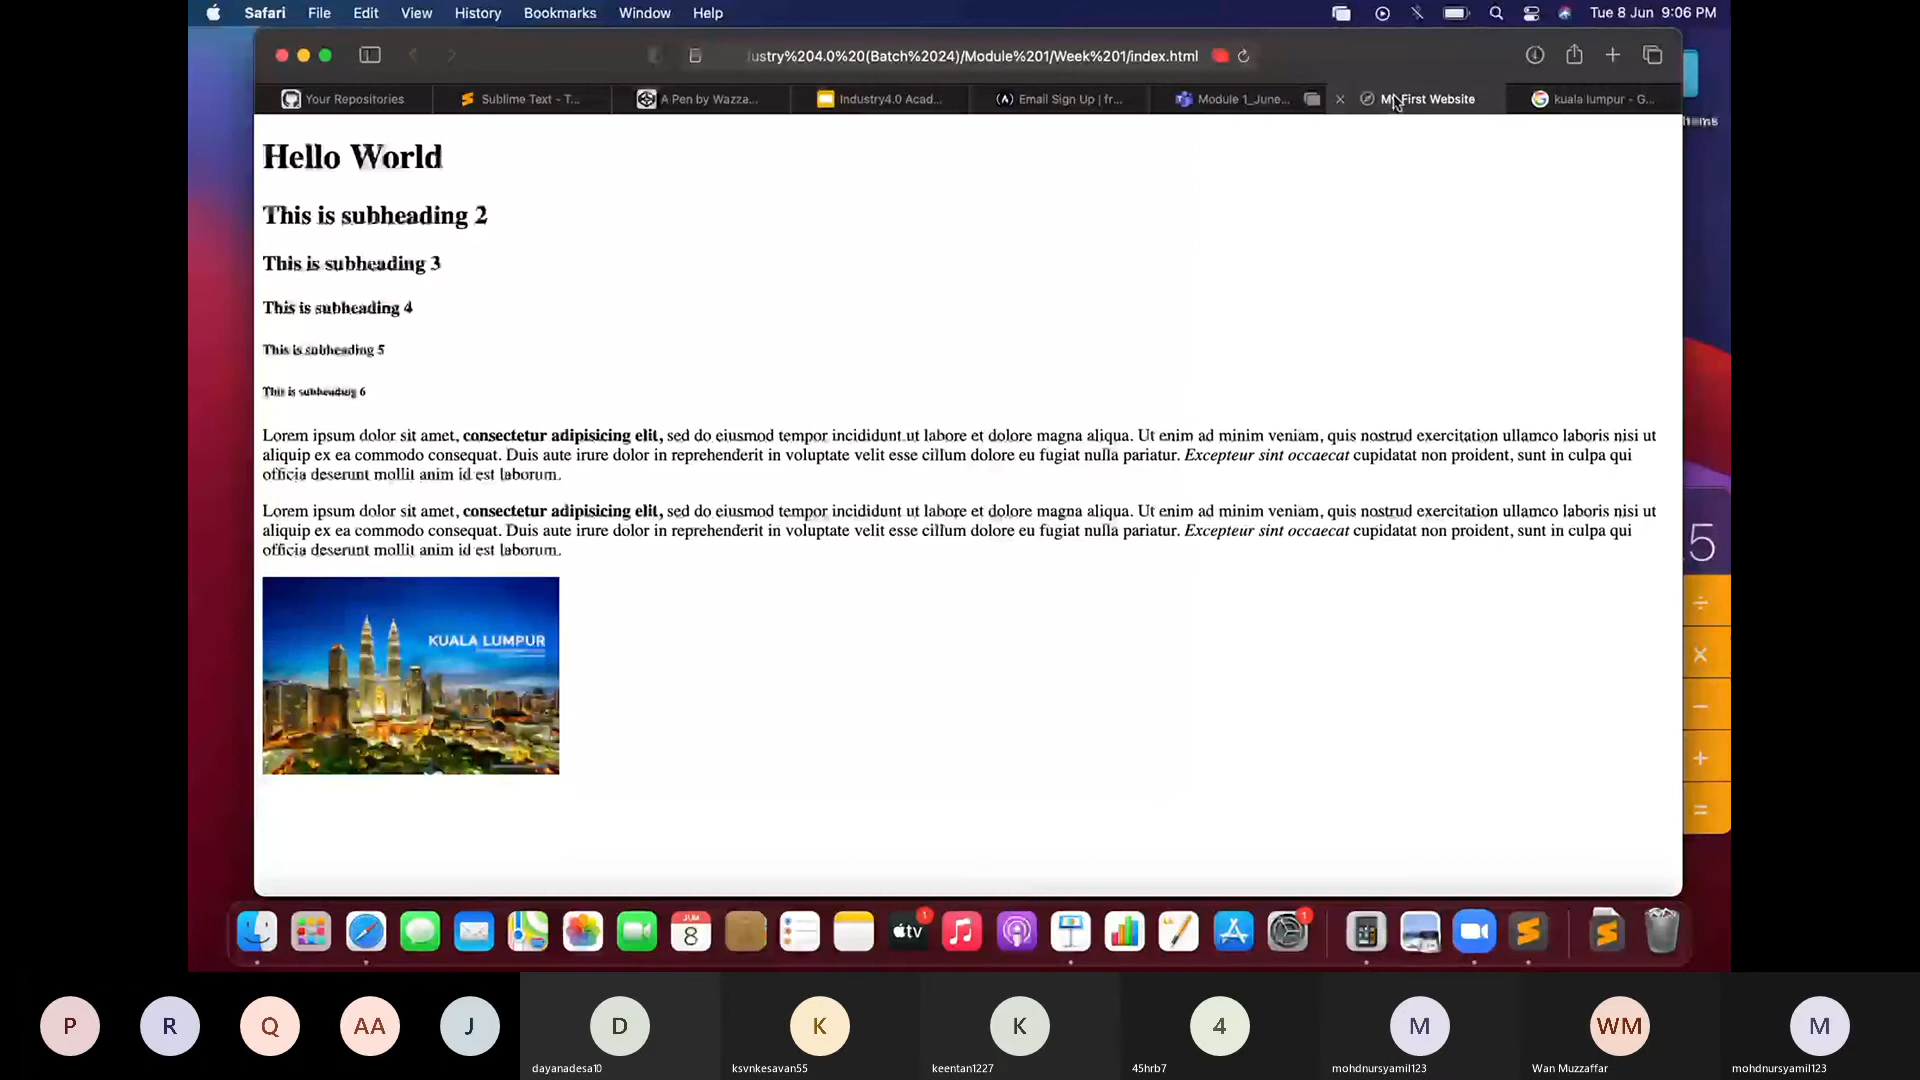 Safari File Edit View History Bookmarks Window Help Tue 8 Jun 9:06 PM
ustry%204.0%20(Batch%2024)/Module%201/Week%201/index.html
Your Repositories Sublime Text - T... A Pen by Wazza... Industry4.0 Acad... Email Sign Up | fr... Module 1_June... My First Website kuala lumpur - G...
Hello World
This is subheading 2
This is subheading 3
This is subheading 4
This is subheading 5
This is subheading 6
Lorem ipsum dolor sit amet, consectetur adipisicing elit, sed do eiusmod tempor incididunt ut labore et dolore magna aliqua. Ut enim ad minim veniam, quis nostrud exercitation ullamco laboris nisi ut
aliquip ex ea commodo consequat. Duis aute irure dolor in reprehenderit in voluptate velit esse cillum dolore eu fugiat nulla pariatur. Excepteur sint occaecat cupidatat non proident, sunt in culpa qui
officia deserunt mollit anim id est laborum.
Lorem ipsum dolor sit amet, consectetur adipisicing elit, sed do eiusmod tempor incididunt ut labore et dolore magna aliqua. Ut enim ad minim veniam, quis nostrud exercitation ullamco laboris nisi ut
aliquip ex ea commodo consequat. Duis aute irure dolor in reprehenderit in voluptate velit esse cillum dolore eu fugiat nulla pariatur. Excepteur sint occaecat cupidatat non proident, sunt in culpa qui
officia deserunt mollit anim id est laborum.
5
÷
×
−
+
=
KUALA LUMPUR
JUN
8
tv
1
1
P R Q AA J D K K 4 M WM M
dayanadesa10 ksvnkesavan55 keentan1227 45hrb7 mohdnursyamil123 Wan Muzzaffar mohdnursyamil123